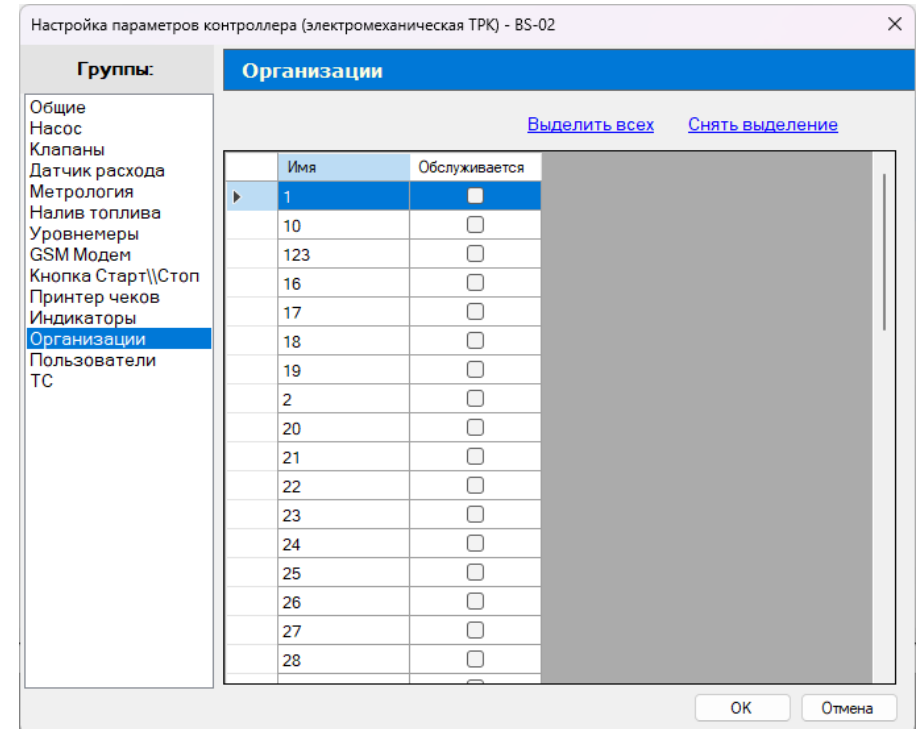 Настройка параметров контроллера (электромеханическая ТРК) - BS-02
Группы:
Общие
Насос
Клапаны
Датчик расхода
Метрология
Налив топлива
Уровнемеры
GSM Модем
Кнопка Старт\\Стоп
Принтер чеков
Индикаторы
Организации
Пользователи
ТС
Организации
Выделить всех Снять выделение
Имя Обслуживается
1
10
123
16
17
18
19
2
20
21
22
23
24
25
26
27
28
OK Отмена